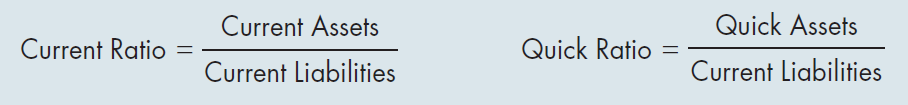 Current Ratio = Current Assets / Current Liabilities
Quick Ratio = Quick Assets / Current Liabilities